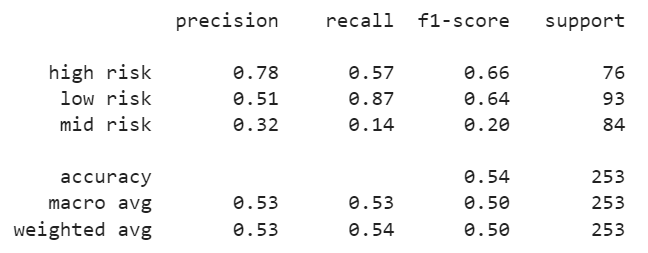 precision recall f1-score support
high risk 0.78 0.57 0.66 76
low risk 0.51 0.87 0.64 93
mid risk 0.32 0.14 0.20 84
accuracy 0.54 253
macro avg 0.53 0.53 0.50 253
weighted avg 0.53 0.54 0.50 253